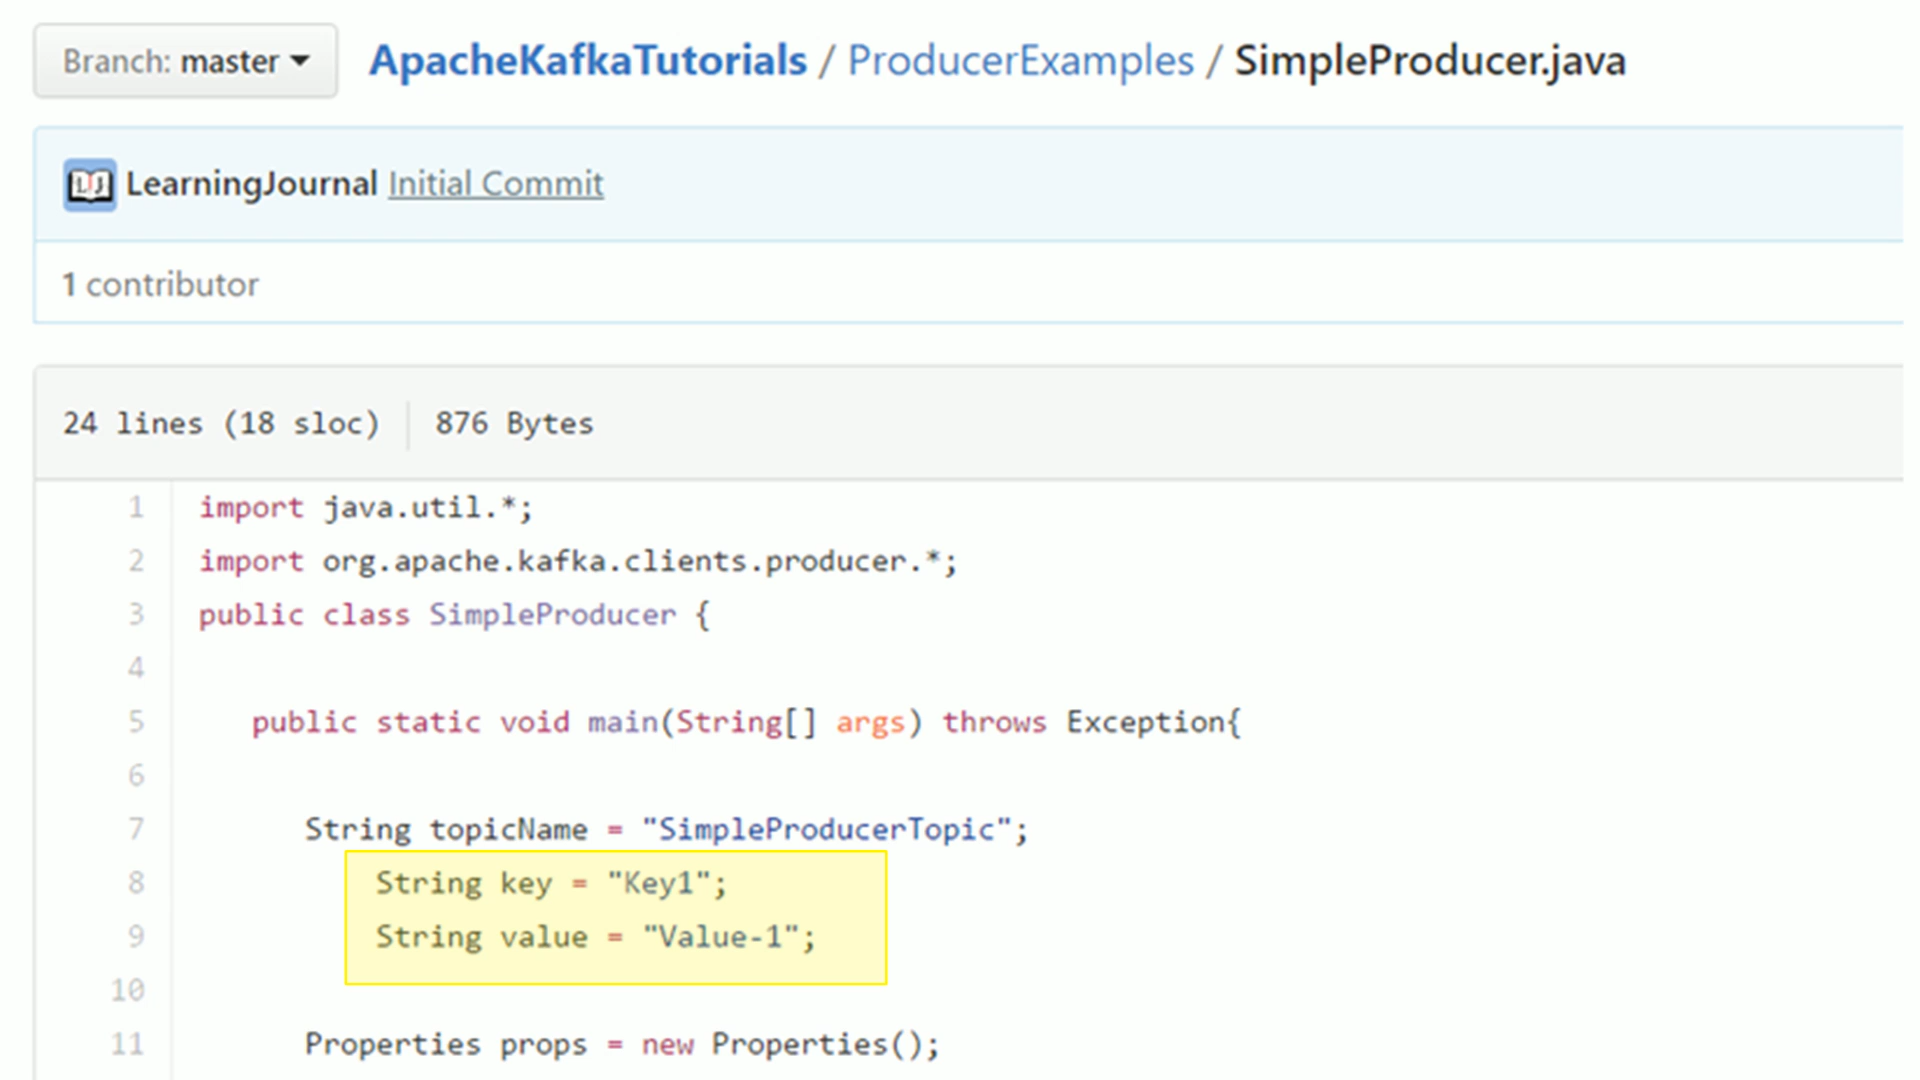 Branch: master ApacheKafkaTutorials / ProducerExamples / SimpleProducer.java
LJ LearningJournal Initial Commit
1 contributor
24 lines (18 sloc) 876 Bytes
1 import java.util.*;
2 import org.apache.kafka.clients.producer.*;
3 public class SimpleProducer {
4
5 public static void main(String[] args) throws Exception{
6
7 String topicName = "SimpleProducerTopic";
8 String key = "Key1";
9 String value = "Value-1";
10
11 Properties props = new Properties();